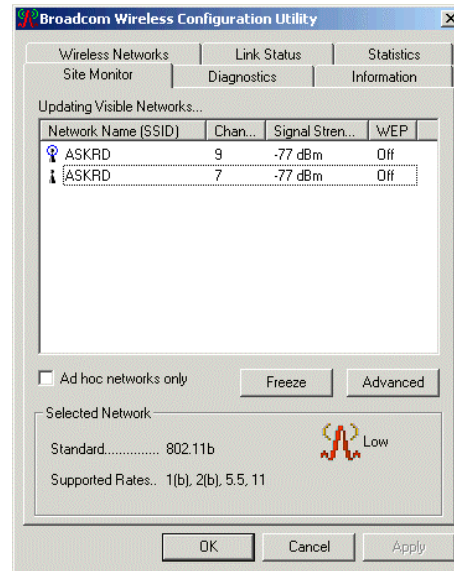 Broadcom Wireless Configuration Utility
Wireless Networks Link Status Statistics
Site Monitor Diagnostics Information
Updating Visible Networks...
Network Name (SSID) Chan... Signal Stren... WEP
ASKRD 9 -77 dBm Off
ASKRD 7 -77 dBm Off
Ad hoc networks only Freeze Advanced
Selected Network
Low
Standard............... 802.11b
Supported Rates.. 1(b), 2(b), 5.5, 11
OK Cancel Apply